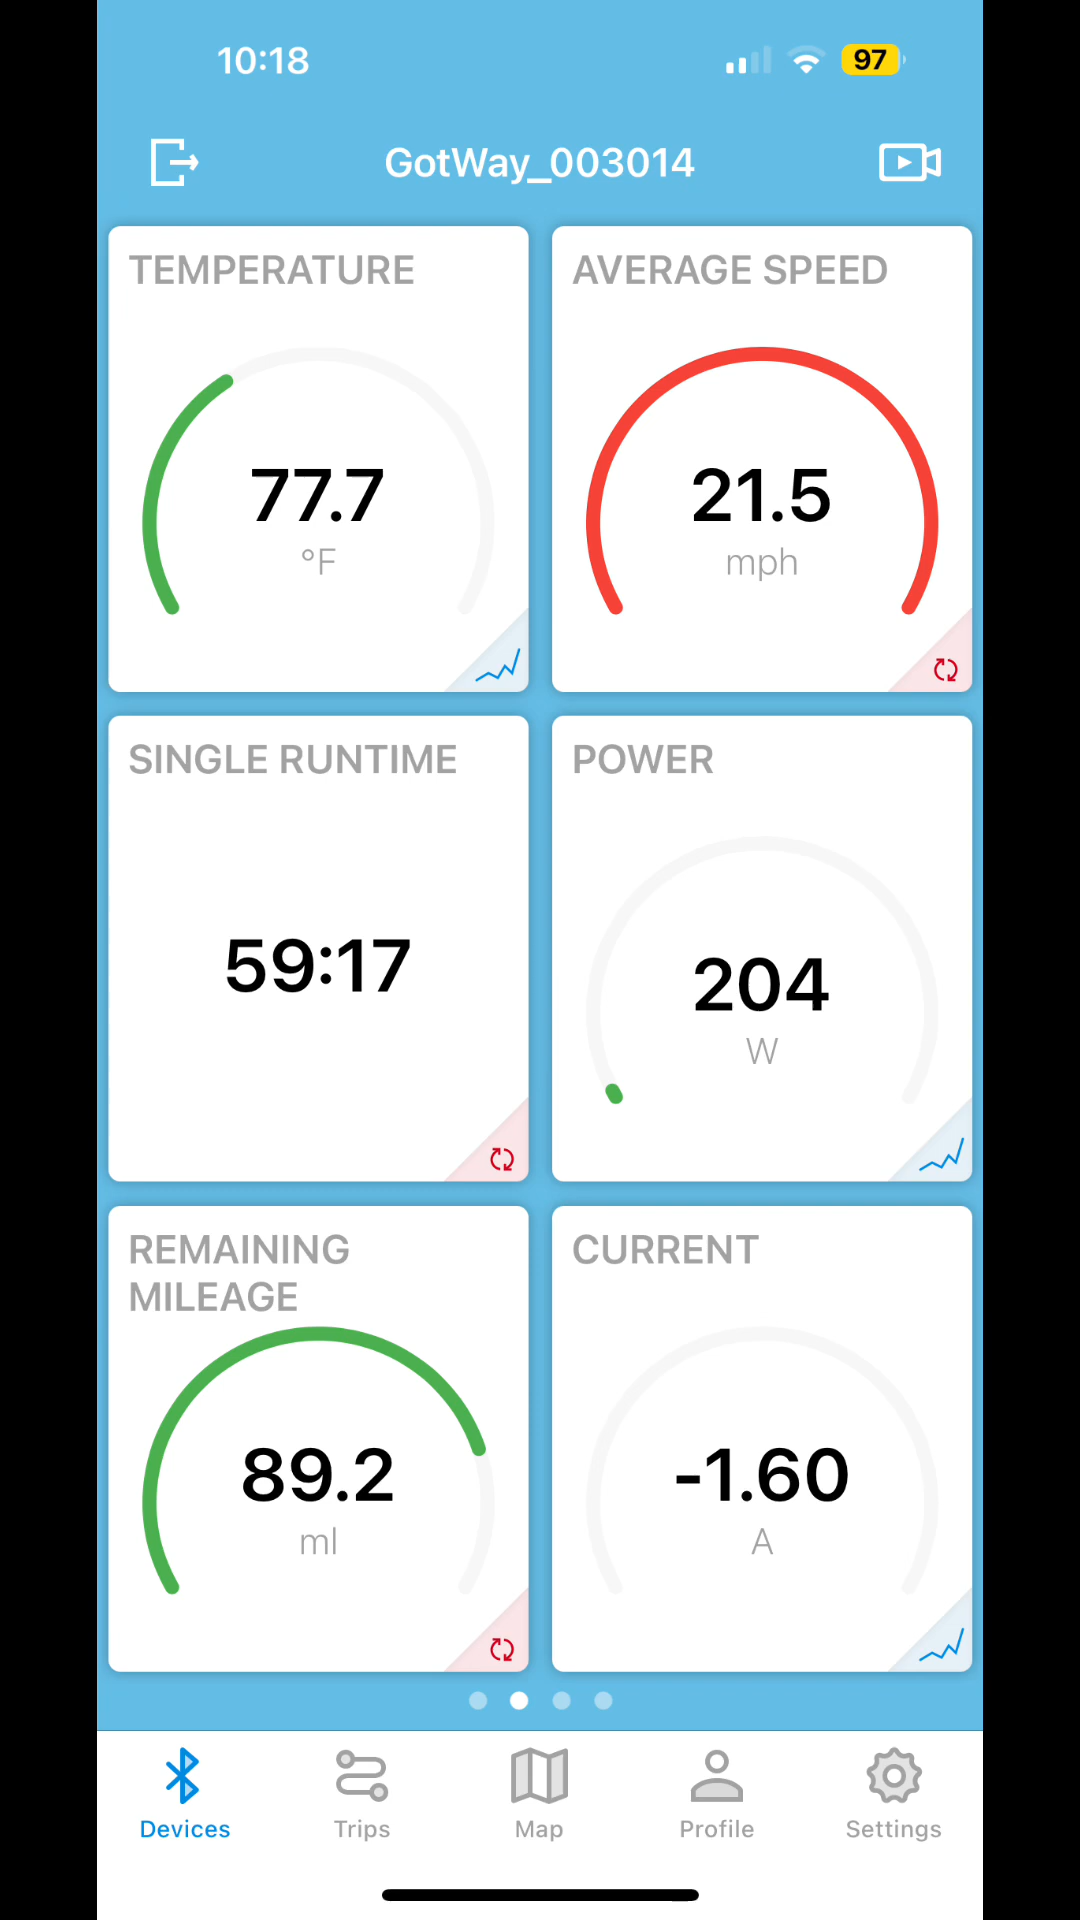 10:18
97
GotWay_003014
TEMPERATURE
77.7
°F
AVERAGE SPEED
21.5
mph
SINGLE RUNTIME
59:17
POWER
204
W
REMAINING
MILEAGE
89.2
ml
CURRENT
-1.60
A
Devices
Trips
Map
Profile
Settings